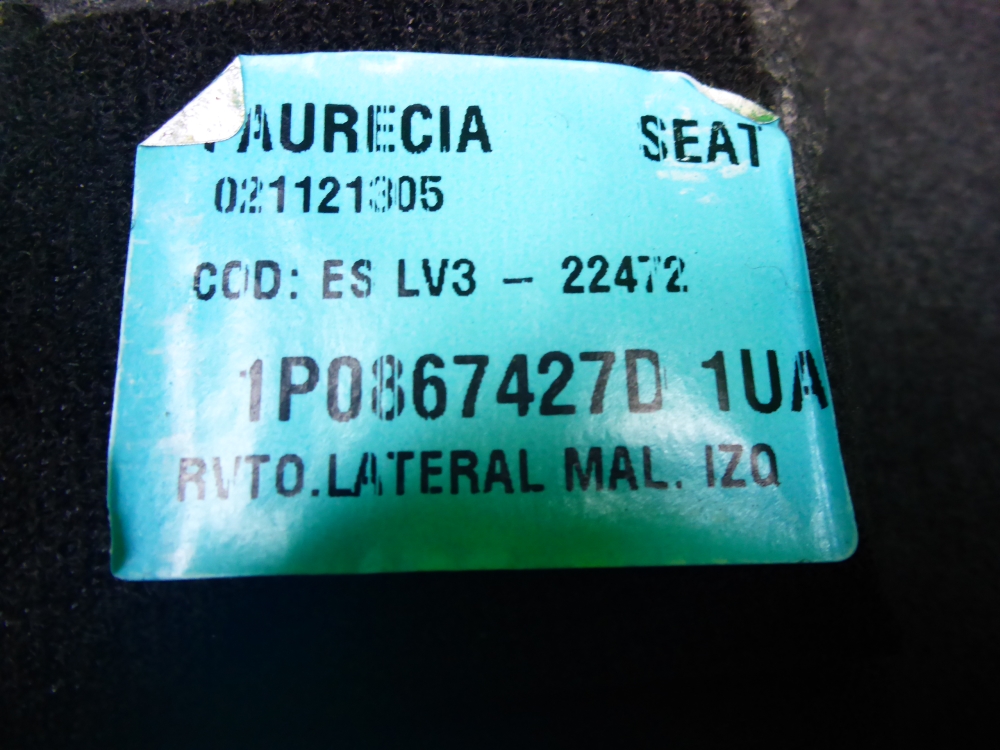 FAURECIA SEAT
021121305
COD: ES LV3 - 22472
1P0867427D 1UA
RVTO.LATERAL MAL. IZQ